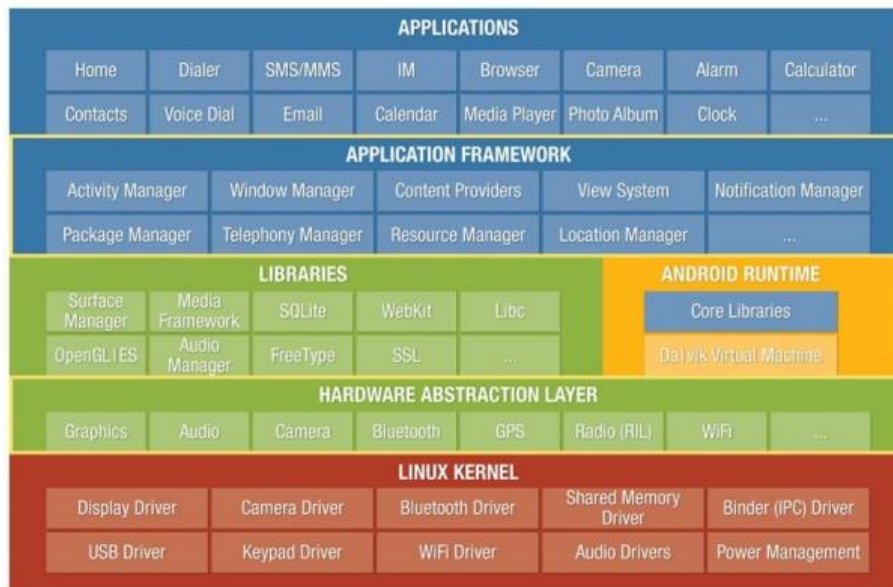 APPLICATIONS
Home Dialer SMS/MMS IM Browser Camera Alarm Calculator
Contacts Voice Dial Email Calendar Media Player Photo Album Clock ...
APPLICATION FRAMEWORK
Activity Manager Window Manager Content Providers View System Notification Manager
Package Manager Telephony Manager Resource Manager Location Manager ...
LIBRARIES
Surface Manager Media Framework SQLite WebKit Libc
OpenGL|ES Audio Manager FreeType SSL ...
ANDROID RUNTIME
Core Libraries
Dalvik Virtual Machine
HARDWARE ABSTRACTION LAYER
Graphics Audio Camera Bluetooth GPS Radio (RIL) WiFi ...
LINUX KERNEL
Display Driver Camera Driver Bluetooth Driver Shared Memory Driver Binder (IPC) Driver
USB Driver Keypad Driver WiFi Driver Audio Drivers Power Management